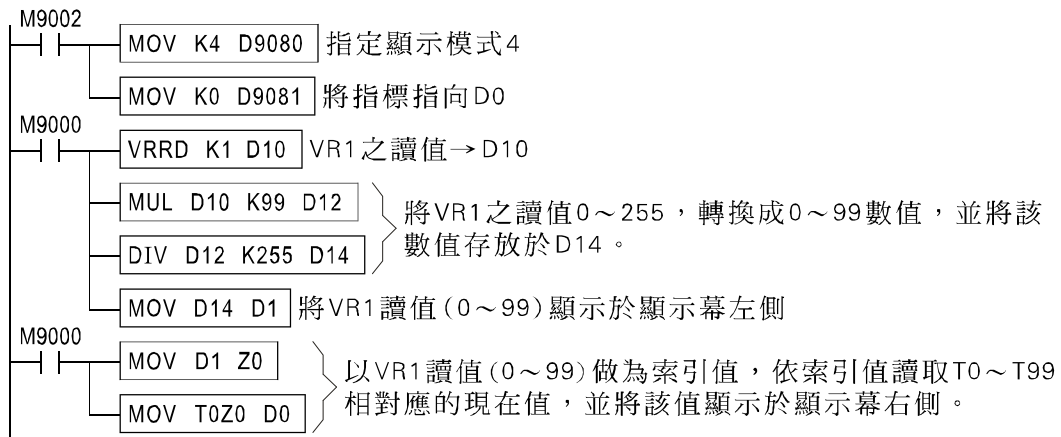 M9002
MOV K4 D9080 指定顯示模式4
MOV K0 D9081 將指標指向D0
M9000
VRRD K1 D10 VR1之讀值→D10
MUL D10 K99 D12
DIV D12 K255 D14
將VR1之讀值0～255，轉換成0～99數值，並將該
數值存放於D14。
MOV D14 D1 將VR1讀值(0～99)顯示於顯示幕左側
M9000
MOV D1 Z0
MOV T0Z0 D0
以VR1讀值(0～99)做為索引值，依索引值讀取T0～T99
相對應的現在值，並將該值顯示於顯示幕右側。